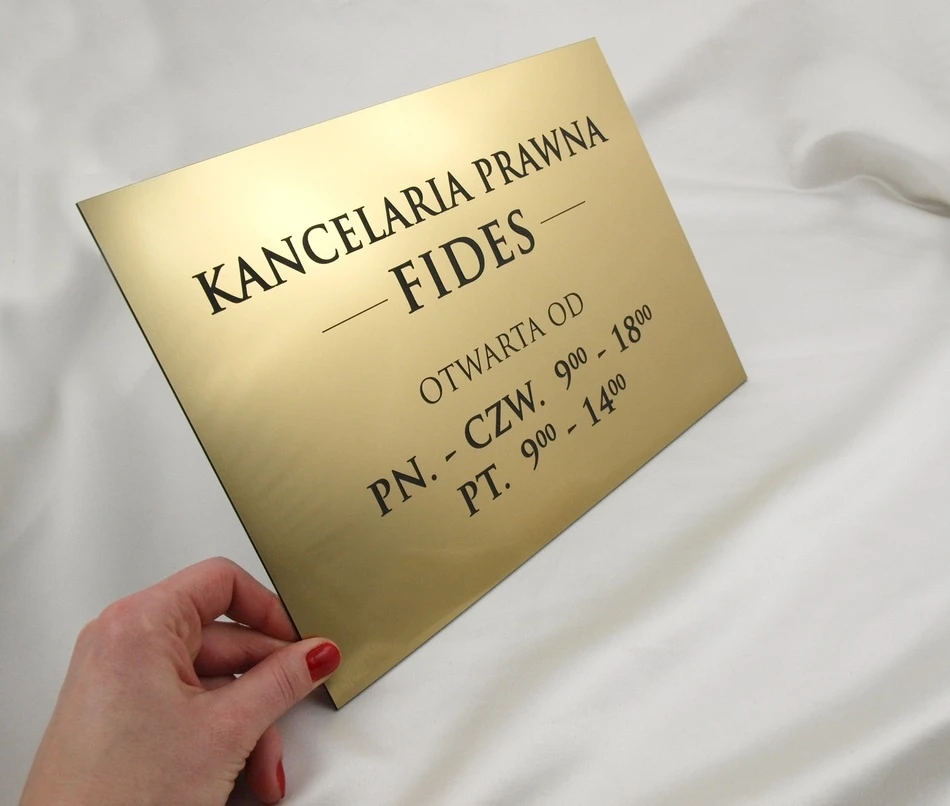 KANCELARIA PRAWNA
FIDES
OTWARTA OD
PN. - CZW. 9⁰⁰ - 18⁰⁰
PT. 9⁰⁰ - 14⁰⁰